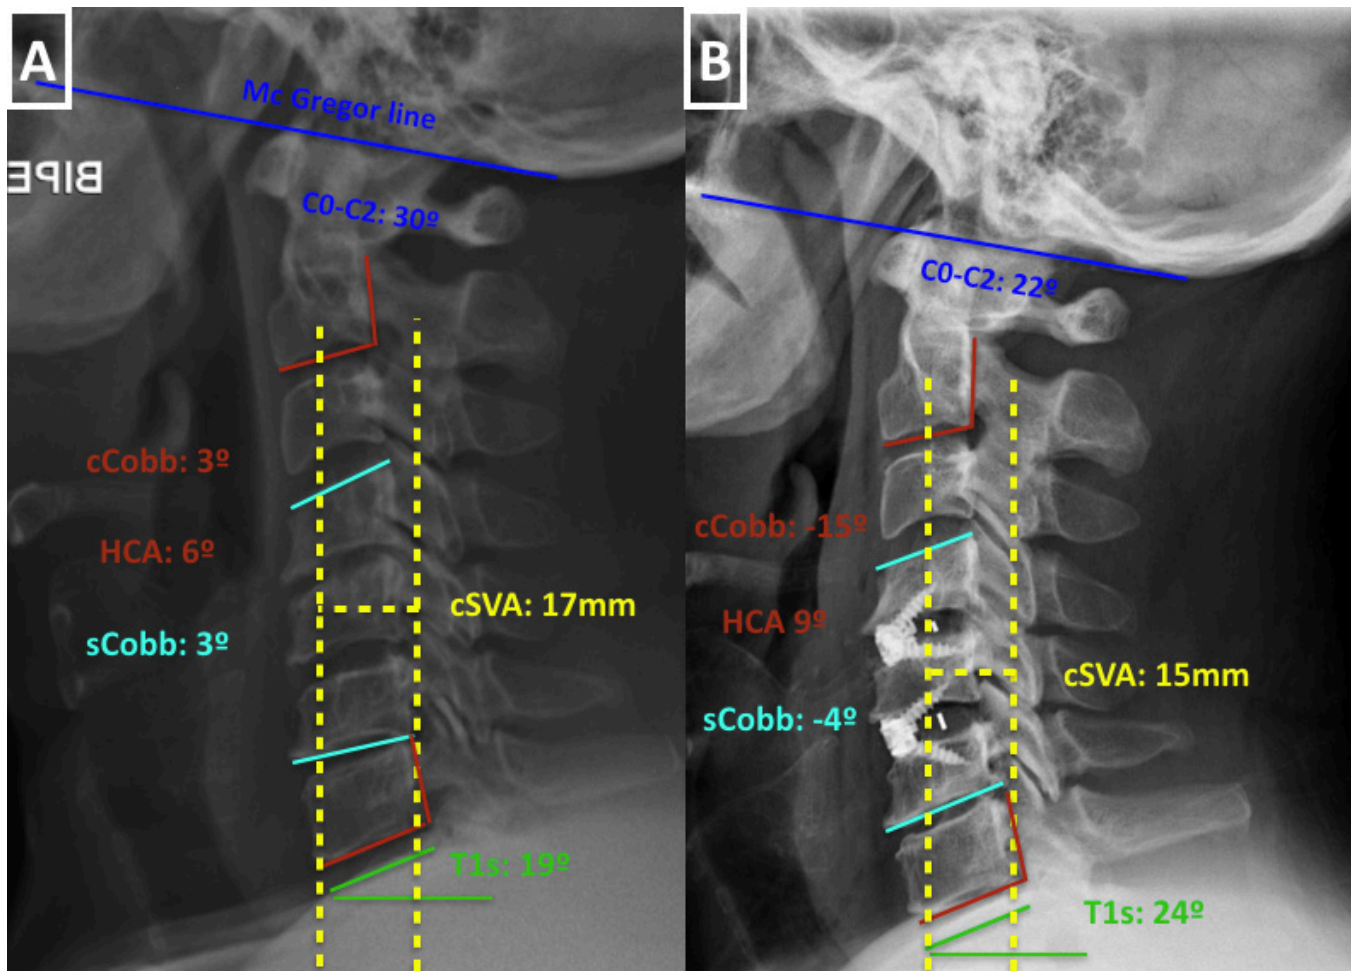 A
Mc Gregor line
BIPE
C0-C2: 30º
cCobb: 3º
HCA: 6º
cSVA: 17mm
sCobb: 3º
T1s: 19º
B
C0-C2: 22º
cCobb: -15º
HCA 9º
cSVA: 15mm
sCobb: -4º
T1s: 24º